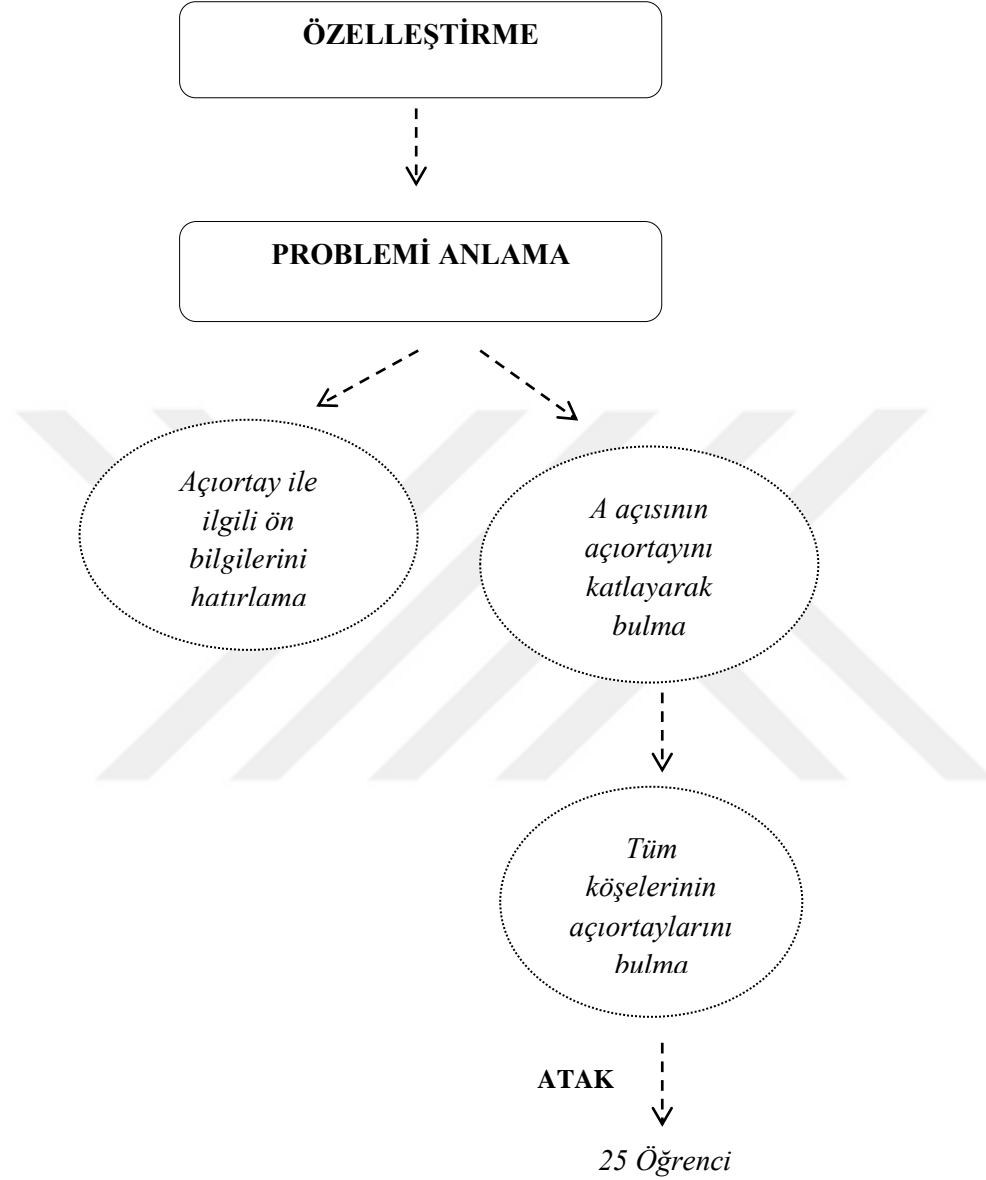 ÖZELLEŞTİRME
PROBLEMİ ANLAMA
Açıortay ile
ilgili ön
bilgilerini
hatırlama
A açısının
açıortayını
katlayarak
bulma
Tüm
köşelerinin
açıortaylarını
bulma
ATAK
25 Öğrenci